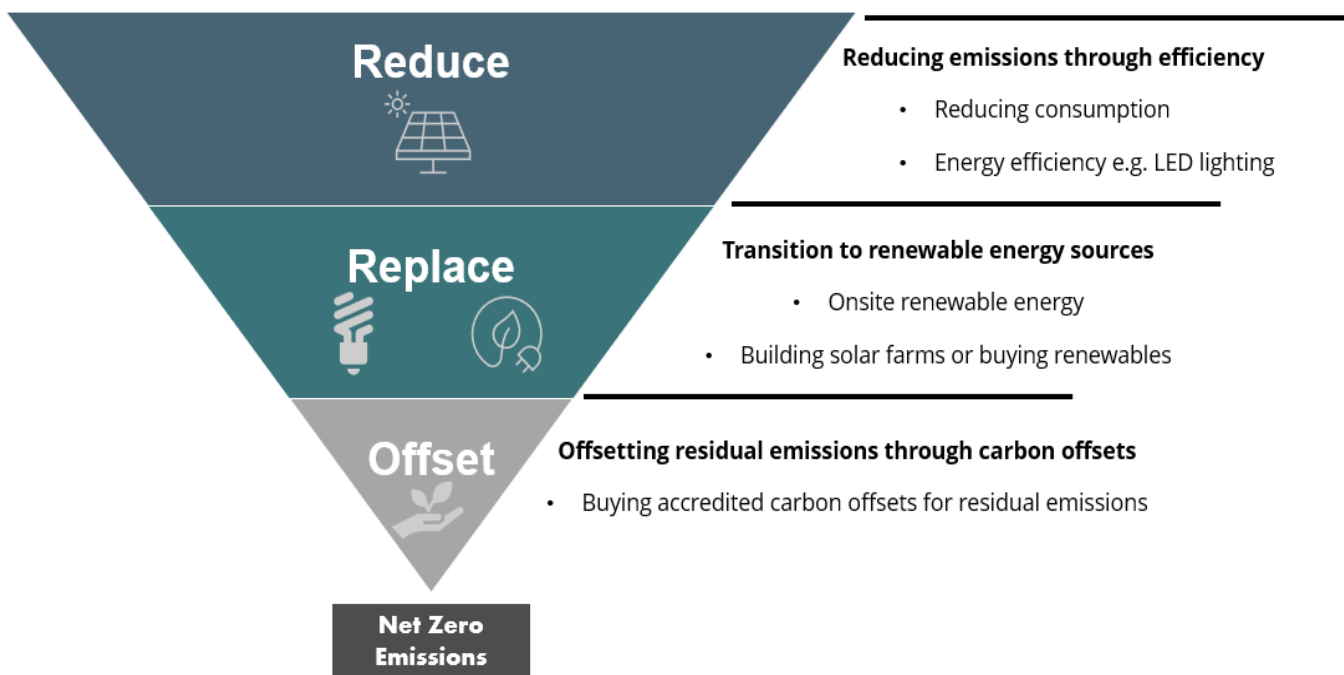 Reduce
Reducing emissions through efficiency
• Reducing consumption
• Energy efficiency e.g. LED lighting
Replace
Transition to renewable energy sources
• Onsite renewable energy
• Building solar farms or buying renewables
Offset
Offsetting residual emissions through carbon offsets
• Buying accredited carbon offsets for residual emissions
Net Zero
Emissions